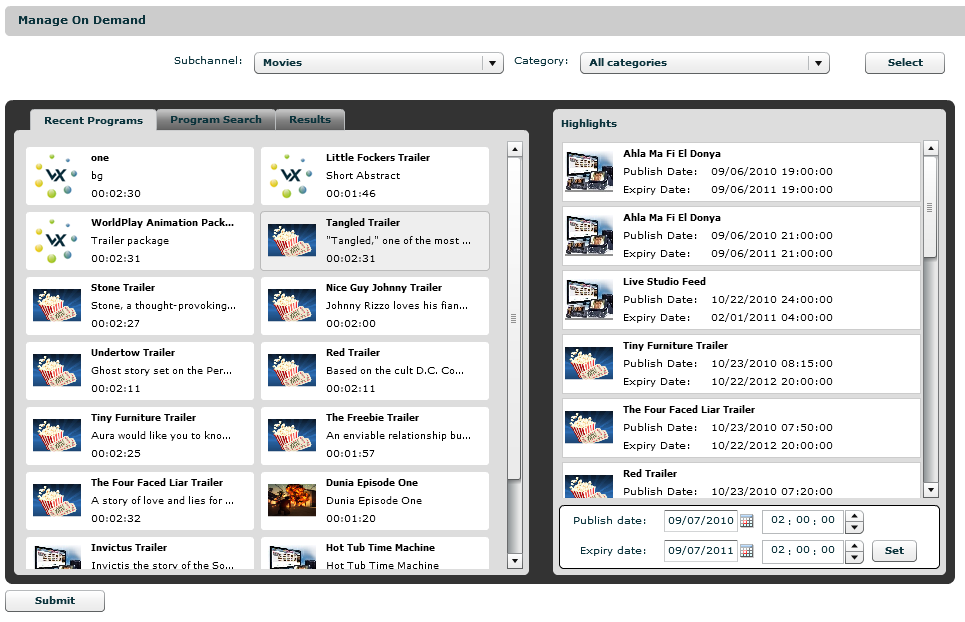 Manage On Demand
Subchannel: Movies Category: All categories Select
Recent Programs Program Search Results
one
bg
00:02:30
Little Fockers Trailer
Short Abstract
00:01:46
WorldPlay Animation Pack...
Trailer package
00:02:31
Tangled Trailer
"Tangled," one of the most ...
00:02:31
Stone Trailer
Stone, a thought-provoking...
00:02:27
Nice Guy Johnny Trailer
Johnny Rizzo loves his fian...
00:02:00
Undertow Trailer
Ghost story set on the Per...
00:02:11
Red Trailer
Based on the cult D.C. Co...
00:02:11
Tiny Furniture Trailer
Aura would like you to kno...
00:02:25
The Freebie Trailer
An enviable relationship bu...
00:01:57
The Four Faced Liar Trailer
A story of love and lies for ...
00:02:32
Dunia Episode One
Dunia Episode One
00:01:20
Invictus Trailer
Invictis the story of the So...
Hot Tub Time Machine
Hot Tub Time Machine
Highlights
Ahla Ma Fi El Donya
Publish Date: 09/06/2010 19:00:00
Expiry Date: 09/06/2011 19:00:00
Ahla Ma Fi El Donya
Publish Date: 09/06/2010 21:00:00
Expiry Date: 09/06/2011 21:00:00
Live Studio Feed
Publish Date: 10/22/2010 24:00:00
Expiry Date: 02/01/2011 04:00:00
Tiny Furniture Trailer
Publish Date: 10/23/2010 08:15:00
Expiry Date: 10/22/2012 20:00:00
The Four Faced Liar Trailer
Publish Date: 10/23/2010 07:50:00
Expiry Date: 10/22/2012 20:00:00
Red Trailer
Publish Date: 10/23/2010 07:20:00
Publish date: 09/07/2010 02 : 00 : 00
Expiry date: 09/07/2011 02 : 00 : 00 Set
Submit